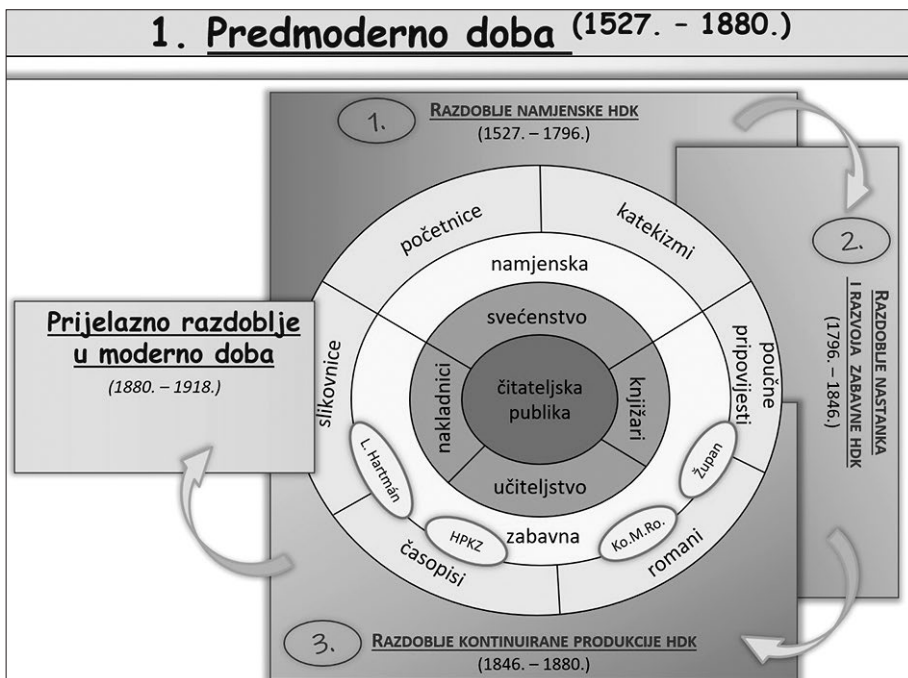 1. Predmoderno doba (1527. – 1880.)
1.
RAZDOBLJE NAMJENSKE HDK
(1527. – 1796.)
2.
RAZDOBLJE NASTANKA
I RAZVOJA ZABAVNE HDK
(1796. – 1846.)
početnice
katekizmi
namjenska
svećenstvo
Prijelazno razdoblje
u moderno doba
(1880. – 1918.)
slikovnice
nakladnici
čitateljska
publika
knjižari
poučne
pripovijesti
L. Hartmán
Župan
učiteljstvo
HPKZ
zabavna
Ko.M.Ro.
časopisi
romani
3.
RAZDOBLJE KONTINUIRANE PRODUKCIJE HDK
(1846. – 1880.)